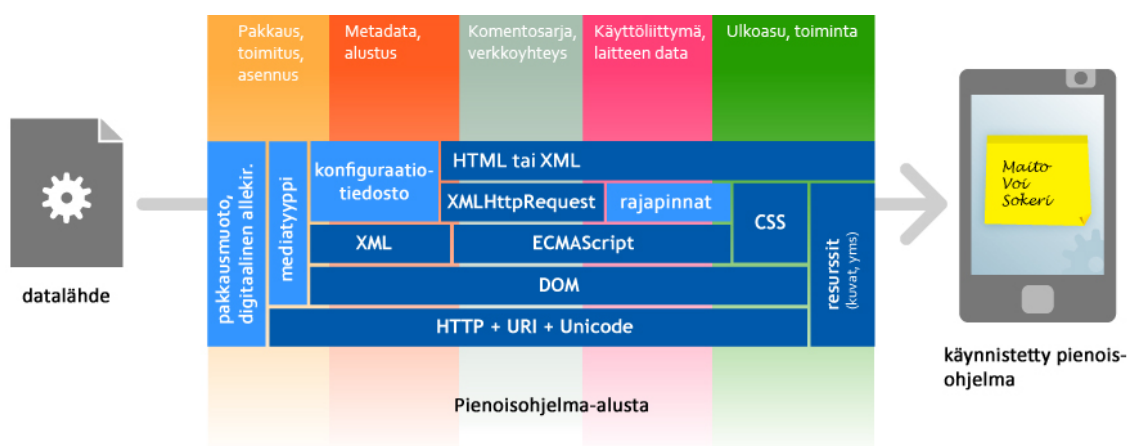 Pakkaus,
toimitus,
asennus
Metadata,
alustus
Komentosarja,
verkkoyhteys
Käyttöliittymä,
laitteen data
Ulkoasu, toiminta
pakkausmuoto,
digitaalinen allekir.
mediatyyppi
konfiguraatio-
tiedosto
HTML tai XML
XMLHttpRequest
rajapinnat
CSS
resurssit
(kuvat, yms)
XML
ECMAScript
DOM
HTTP + URI + Unicode
datalähde
Maito
Voi
Sokeri
käynnistetty pienois-
ohjelma
Pienoisohjelma-alusta